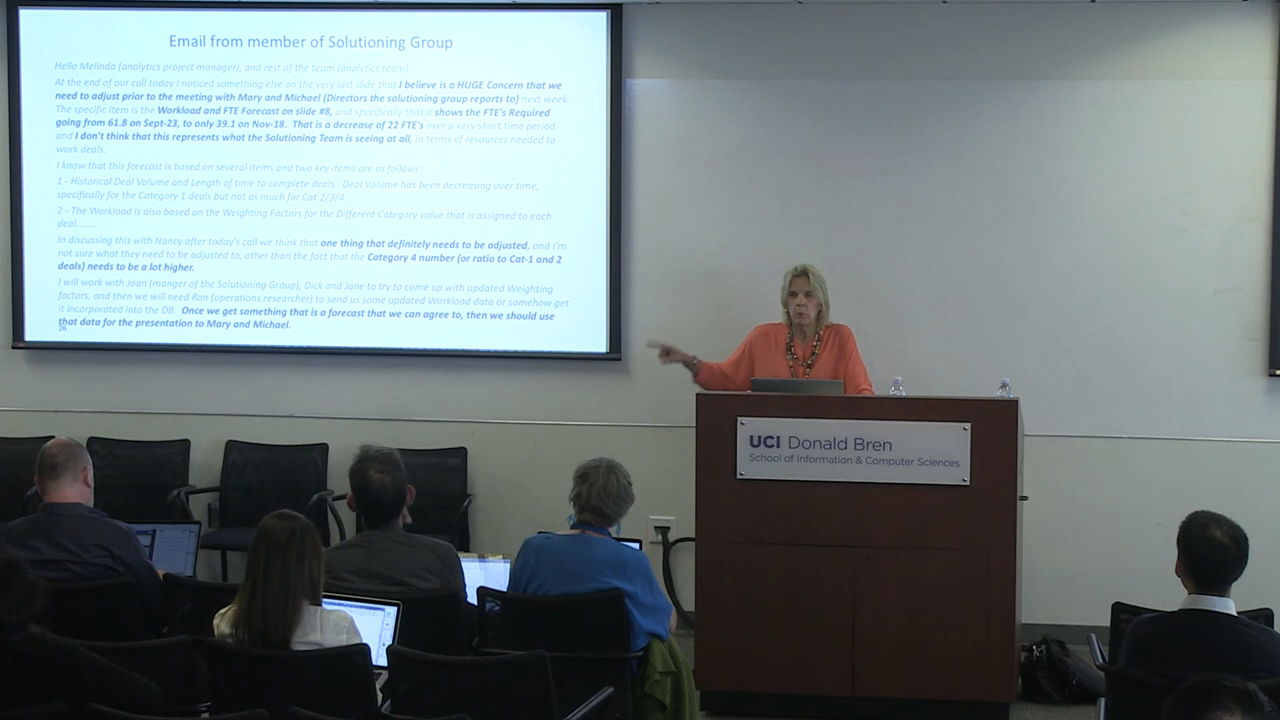 Email from member of Solutioning Group
Hello Melinda (analytics project manager), and rest of the team (analytics team).
At the end of our call today I noticed something else on the very last slide that I believe is a HUGE Concern that we
need to adjust prior to the meeting with Mary and Michael (Directors the solutioning group reports to) next week.
The specific item is the Workload and FTE Forecast on slide #8, and specifically that it shows the FTE's Required
going from 61.8 on Sept-23, to only 39.1 on Nov-18. That is a decrease of 22 FTE's over a very short time period,
and I don't think that this represents what the Solutioning Team is seeing at all, in terms of resources needed to
work deals.
I know that this forecast is based on several items and two key items are as follows:
1 - Historical Deal Volume and Length of time to complete deals. Deal Volume has been decreasing over time,
specifically for the Category 1 deals but not as much for Cat 2/3/4.
2 - The Workload is also based on the Weighting Factors for the Different Category value that is assigned to each
deal. .....
In discussing this with Nancy after today's call we think that one thing that definitely needs to be adjusted, and I'm
not sure what they need to be adjusted to, other than the fact that the Category 4 number (or ratio to Cat-1 and 2
deals) needs to be a lot higher.
I will work with Joan (manger of the Solutioning Group), Dick and Jane to try to come up with updated Weighting
factors, and then we will need Ron (operations researcher) to send us some updated Workload data or somehow get
it incorporated into the DB. Once we get something that is a forecast that we can agree to, then we should use
that data for the presentation to Mary and Michael.
26
UCI Donald Bren
School of Information & Computer Sciences